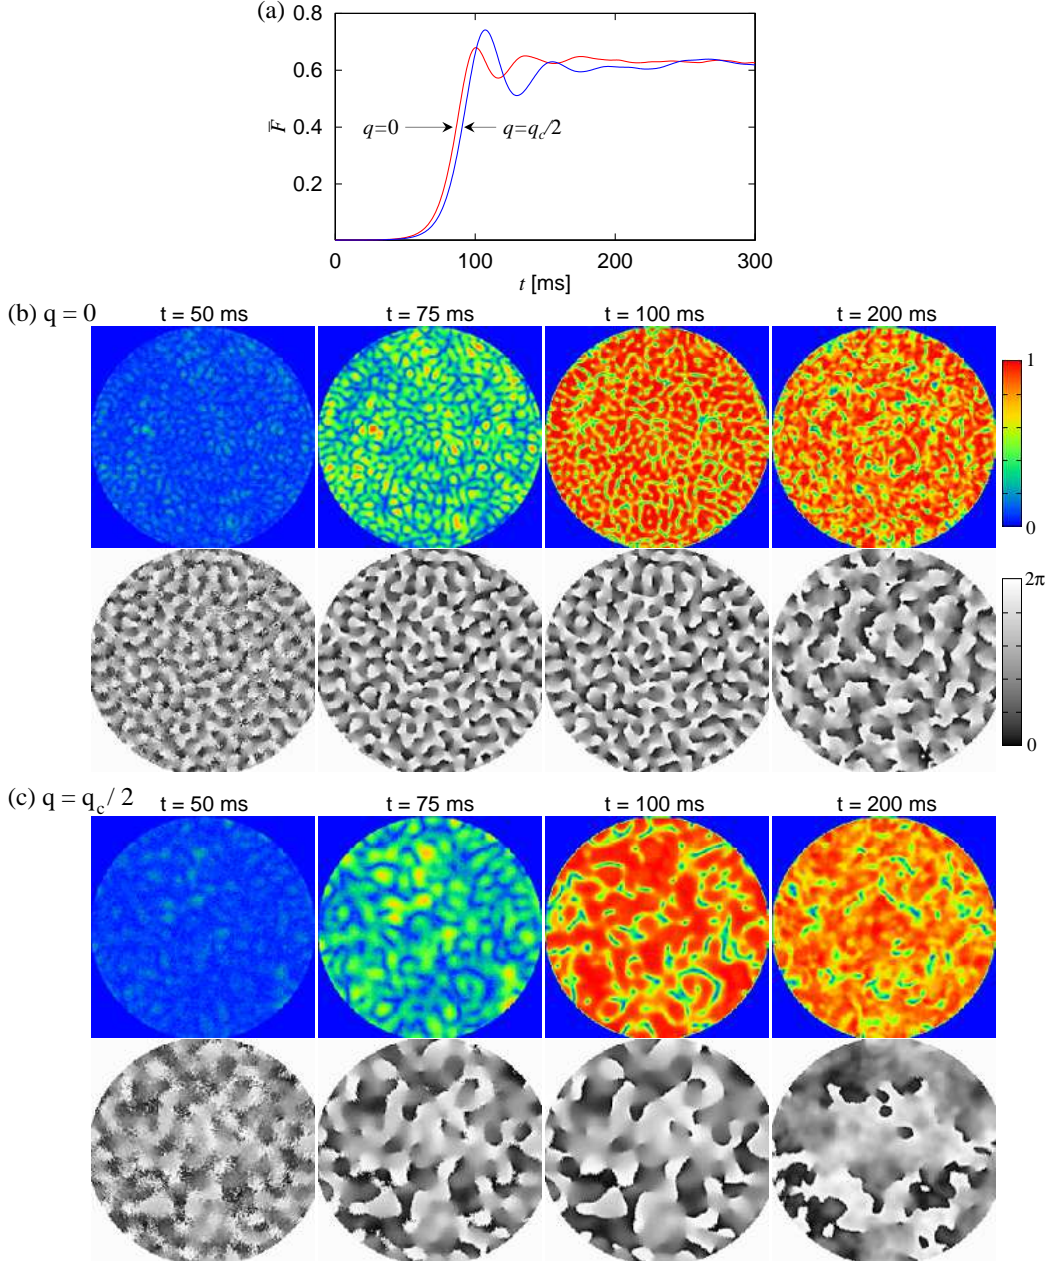 (a)
0.8
0.6
0.4
0.2
F̅
q=0
q=q_c/2
0 100 200 300
t [ms]
(b) q = 0
t = 50 ms t = 75 ms t = 100 ms t = 200 ms
1
0
2π
0
(c) q = q_c / 2
t = 50 ms t = 75 ms t = 100 ms t = 200 ms